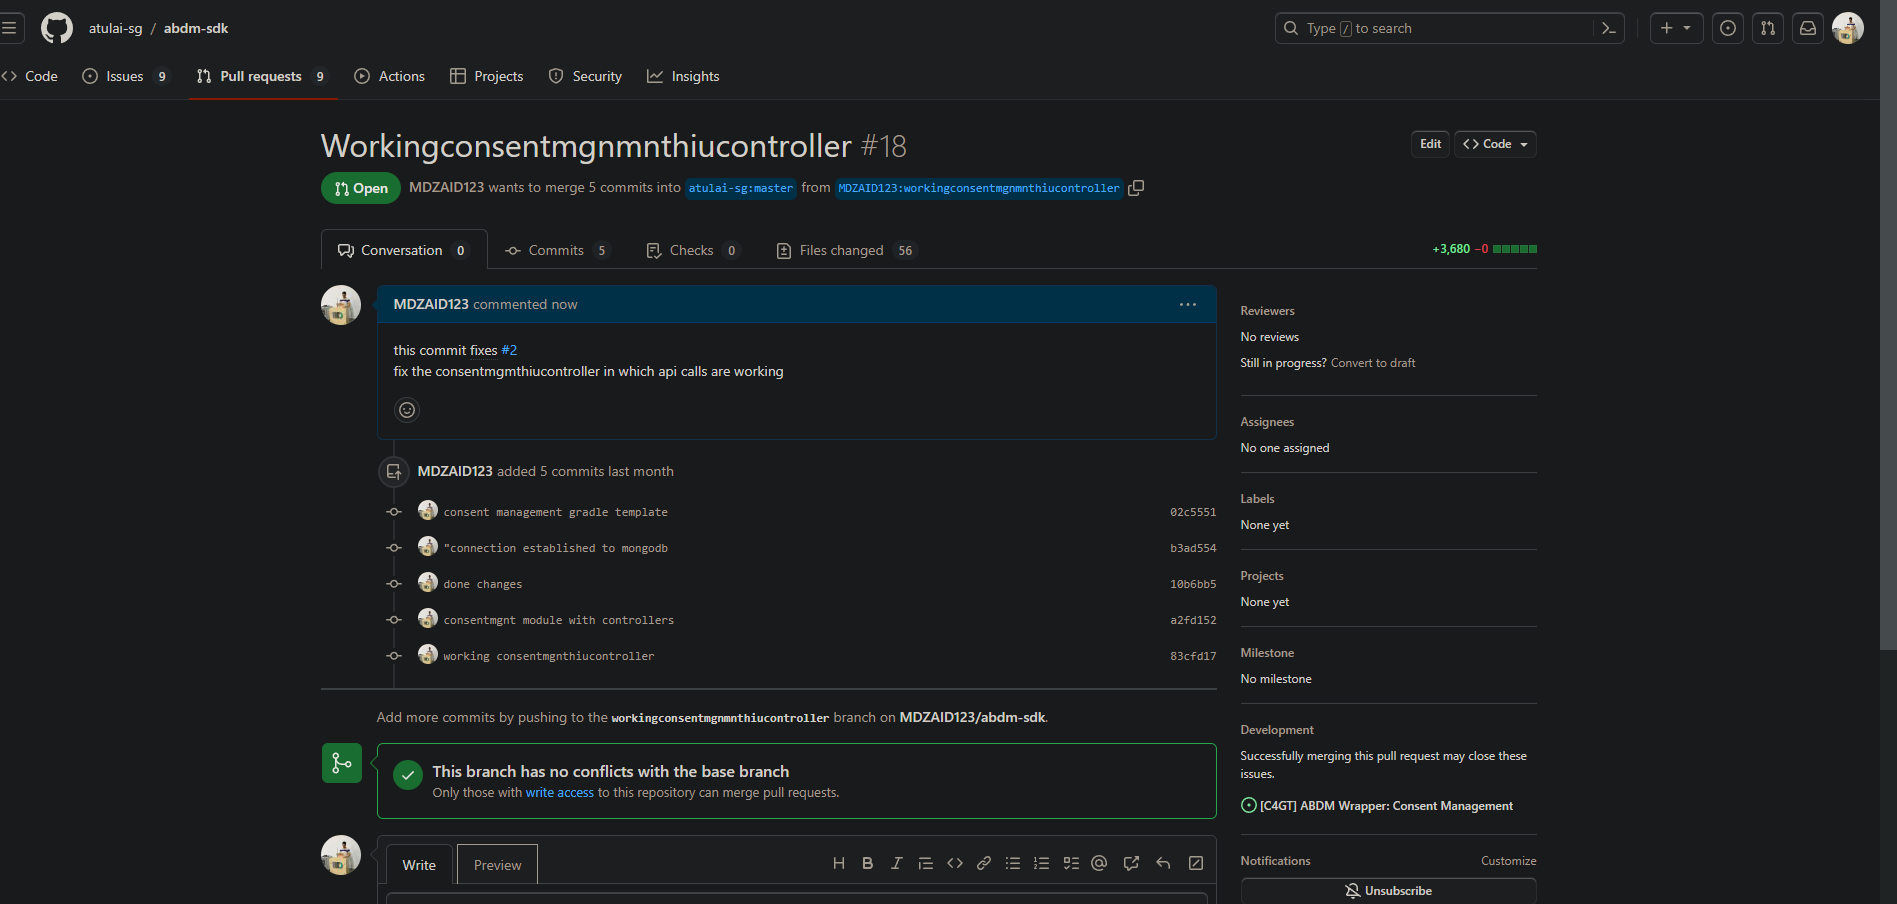 atulai-sg / abdm-sdk
Type / to search
Code
Issues 9
Pull requests 9
Actions
Projects
Security
Insights
Workingconsentmgnmnthiucontroller #18
Edit
Code
Open
MDZAID123 wants to merge 5 commits into atulai-sg:master from MDZAID123:workingconsentmgnmnthiucontroller
Conversation 0
Commits 5
Checks 0
Files changed 56
+3,680 −0
MDZAID123 commented now
this commit fixes #2
fix the consentmgmthiucontroller in which api calls are working
MDZAID123 added 5 commits last month
consent management gradle template 02c5551
"connection established to mongodb b3ad554
done changes 10b6bb5
consentmgnt module with controllers a2fd152
working consentmgnthiucontroller 83cfd17
Add more commits by pushing to the workingconsentmgnmnthiucontroller branch on MDZAID123/abdm-sdk.
This branch has no conflicts with the base branch
Only those with write access to this repository can merge pull requests.
Write
Preview
Reviewers
No reviews
Still in progress? Convert to draft
Assignees
No one assigned
Labels
None yet
Projects
None yet
Milestone
No milestone
Development
Successfully merging this pull request may close these
issues.
[C4GT] ABDM Wrapper: Consent Management
Notifications Customize
Unsubscribe